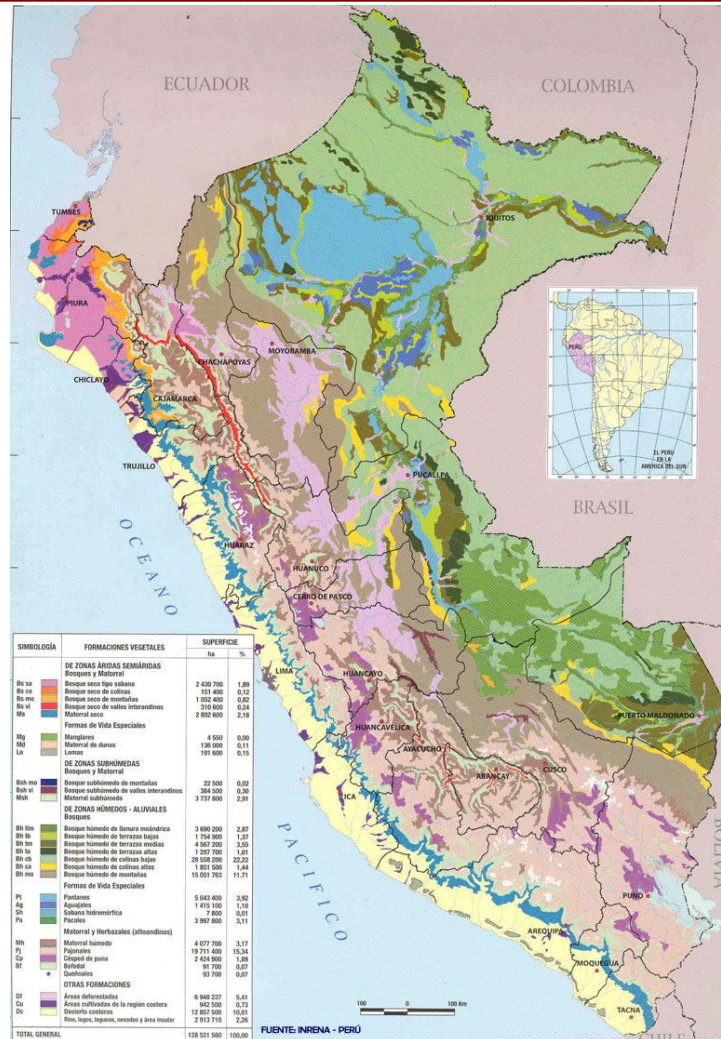 ECUADOR
COLOMBIA
TUMBES
IQUITOS
PIURA
MOYOBAMBA
CHACHAPOYAS
CHICLAYO
CAJAMARCA
PERU
EL PERU
EN LA
AMERICA DEL SUR
TRUJILLO
PUCALLPA
BRASIL
OCEANO
HUARAZ
HUANUCO
CERRO DE PASCO
LIMA
HUANCAYO
HUANCAVELICA
PUERTO MALDONADO
AYACUCHO
ABANCAY
CUSCO
ICA
PACIFICO
BOLIVIA
PUNO
AREQUIPA
MOQUEGUA
TACNA
CHILE
SIMBOLOGÍA FORMACIONES VEGETALES SUPERFICIE
ha %
DE ZONAS ÁRIDAS SEMIÁRIDAS
Bosques y Matorral
Bs sa Bosque seco tipo sabana 2 430 700 1,89
Bs co Bosque seco de colinas 151 400 0,12
Bs mo Bosque seco de montañas 1 052 400 0,82
Bs vi Bosque seco de valles interandinos 310 600 0,24
Ms Matorral seco 2 802 600 2,18
Formas de Vida Especiales
Mg Manglares 4 550 0,00
Md Matorral de dunas 136 000 0,11
Lo Lomas 191 600 0,15
DE ZONAS SUBHÚMEDAS
Bosques y Matorral
Bsh mo Bosque subhúmedo de montañas 22 500 0,02
Bsh vi Bosque subhúmedo de valles interandinos 384 500 0,30
Msh Matorral subhúmedo 3 737 800 2,91
DE ZONAS HÚMEDOS - ALUVIALES
Bosques
Bh llm Bosque húmedo de llanura meándrica 3 690 200 2,87
Bh tb Bosque húmedo de terrazas bajas 1 754 900 1,37
Bh tm Bosque húmedo de terrazas medias 4 567 200 3,55
Bh ta Bosque húmedo de terrazas altas 1 297 700 1,01
Bh cb Bosque húmedo de colinas bajas 28 558 200 22,22
Bh ca Bosque húmedo de colinas altas 1 851 500 1,44
Bh mo Bosque húmedo de montañas 15 051 763 11.71
Formas de Vida Especiales
Pt Pantanos 5 043 400 3,92
Ag Aguajales 1 415 100 1,10
Sh Sabana hidromórfica 7 800 0,01
Pa Pacales 3 997 800 3,11
Matorral y Herbazales (altoandinos)
Mh Matorral húmedo 4 077 700 3,17
Pj Pajonales 19 711 400 15,34
Cp Césped de puna 2 424 900 1,89
Bf Bofedal 91 700 0,07
* Queñoales 93 700 0,07
OTRAS FORMACIONES
Df Áreas deforestadas 6 948 237 5,41
Cu Áreas cultivadas de la región costera 942 500 0,73
Dc Desierto costeros 12 857 500 10,01
Ríos, lagos, lagunas, nevados y área insular 2 913 710 2,26
TOTAL GENERAL 128 521 560 100,00
FUENTE: INRENA - PERÚ
100 0 100 Km